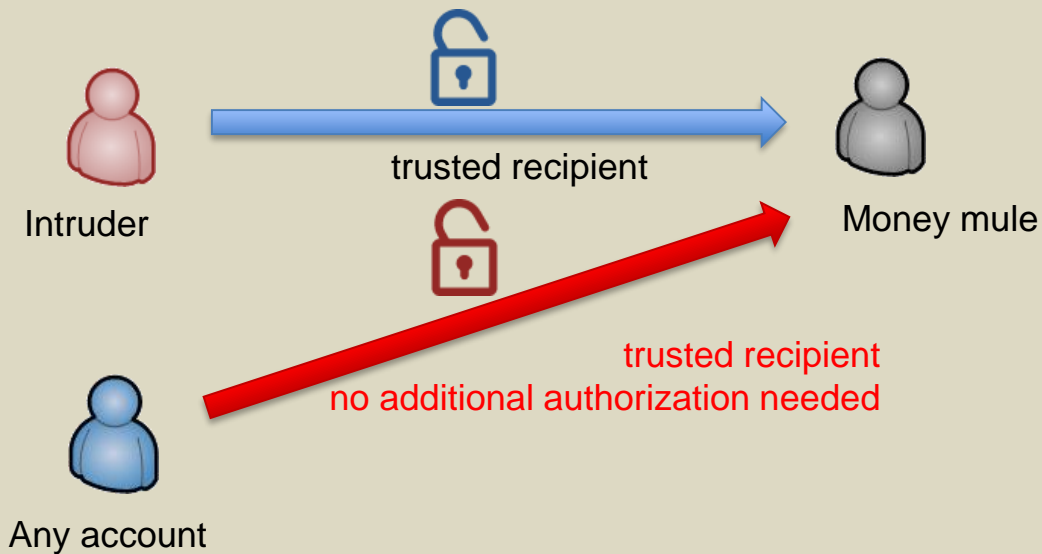 trusted recipient
Intruder
Money mule
trusted recipient
no additional authorization needed
Any account